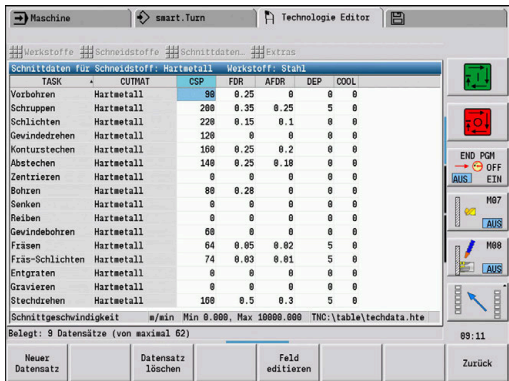 Maschine smart.Turn Technologie Editor
Werkstoffe Schneidstoffe Schnittdaten… Extras
Schnittdaten für Schneidstoff: Hartmetall Werkstoff: Stahl
TASK CUTMAT CSP FDR AFDR DEP COOL
Vorbohren Hartmetall 90 0.25 0 0 0
Schruppen Hartmetall 200 0.35 0.25 5 0
Schlichten Hartmetall 220 0.15 0.1 0 0
Gewindedrehen Hartmetall 120 0 0 0 0
Konturstechen Hartmetall 160 0.25 0.2 0 0
Abstechen Hartmetall 140 0.25 0.18 0 0
Zentrieren Hartmetall 0 0 0 0 0
Bohren Hartmetall 80 0.28 0 0 0
Senken Hartmetall 0 0 0 0 0
Reiben Hartmetall 0 0 0 0 0
Gewindebohren Hartmetall 60 0 0 0 0
Fräsen Hartmetall 64 0.05 0.02 5 0
Fräs-Schlichten Hartmetall 74 0.03 0.01 5 0
Entgraten Hartmetall 0 0 0 0 0
Gravieren Hartmetall 0 0 0 0 0
Stechdrehen Hartmetall 160 0.5 0.3 5 0
Schnittgeschwindigkeit m/min Min 0.000, Max 10000.000 TNC:\table\techdata.hte
Belegt: 9 Datensätze (von maximal 62)
END PGM
OFF
AUS EIN
M07
AUS
M08
AUS
09:11
Neuer Datensatz
Datensatz löschen
Feld editieren
Zurück